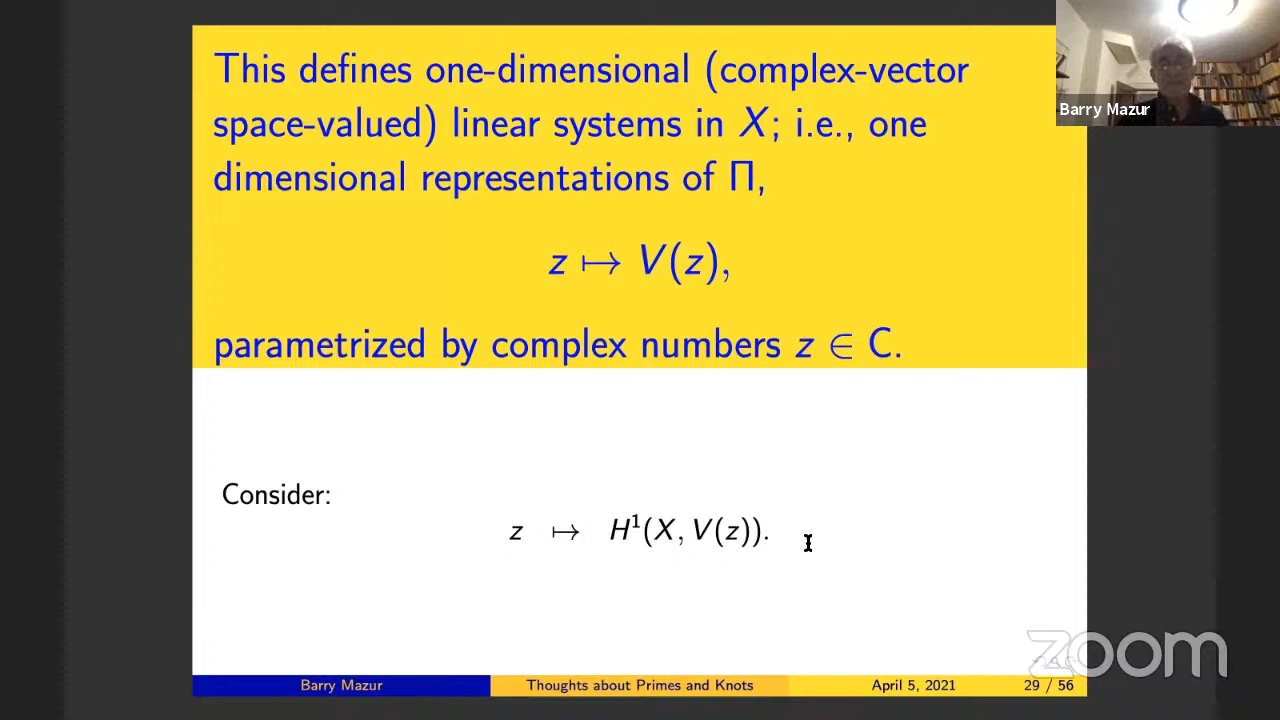 This defines one-dimensional (complex-vector
space-valued) linear systems in X; i.e., one
dimensional representations of Π,
z ↦ V(z),
parametrized by complex numbers z ∈ C.
Consider:
z ↦ H¹(X, V(z)).
Barry Mazur
zoom
Barry Mazur Thoughts about Primes and Knots April 5, 2021 29 / 56